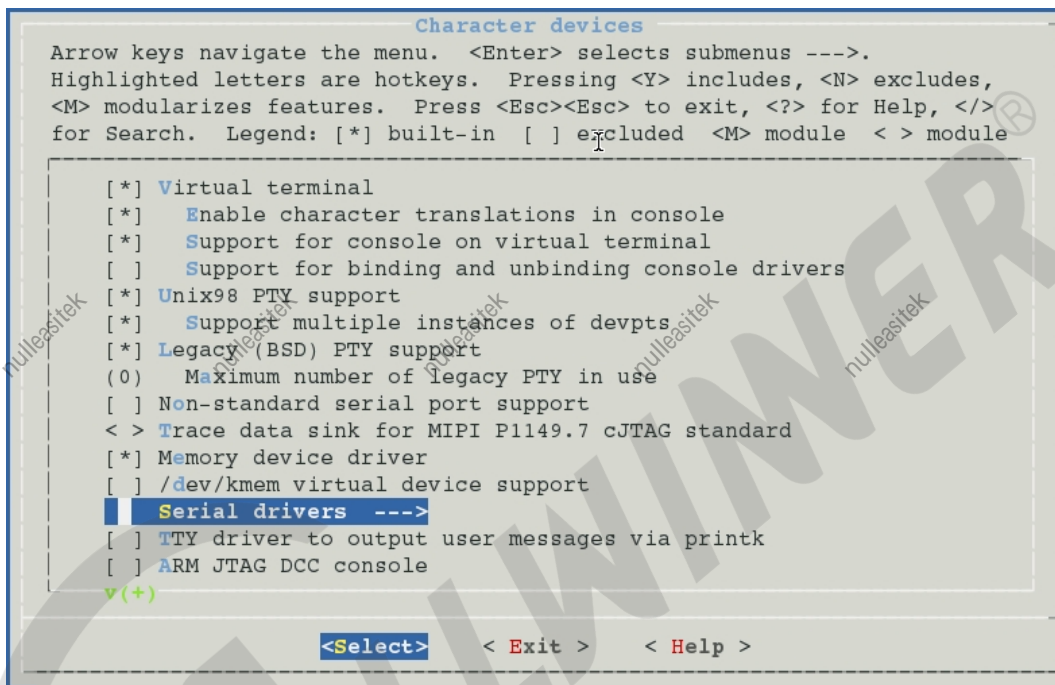 Character devices
Arrow keys navigate the menu.  <Enter> selects submenus --->.
Highlighted letters are hotkeys.  Pressing <Y> includes, <N> excludes,
<M> modularizes features.  Press <Esc><Esc> to exit, <?> for Help, </>
for Search.  Legend: [*] built-in  [ ] excluded  <M> module  < > module
[*] Virtual terminal
[*]   Enable character translations in console
[*]   Support for console on virtual terminal
[ ]   Support for binding and unbinding console drivers
[*] Unix98 PTY support
[*]   Support multiple instances of devpts
[*] Legacy (BSD) PTY support
(0)   Maximum number of legacy PTY in use
[ ] Non-standard serial port support
< > Trace data sink for MIPI P1149.7 cJTAG standard
[*] Memory device driver
[ ] /dev/kmem virtual device support
Serial drivers  --->
[ ] TTY driver to output user messages via printk
[ ] ARM JTAG DCC console
v(+)
<Select>    < Exit >    < Help >
nulleasitek
nulleasitek
nulleasitek
nulleasitek
LLWINER®